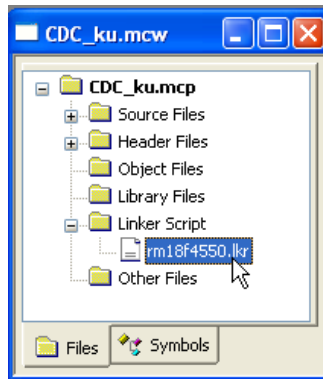 CDC_ku.mcw
CDC_ku.mcp
Source Files
Header Files
Object Files
Library Files
Linker Script
rm18f4550.lkr
Other Files
Files
Symbols